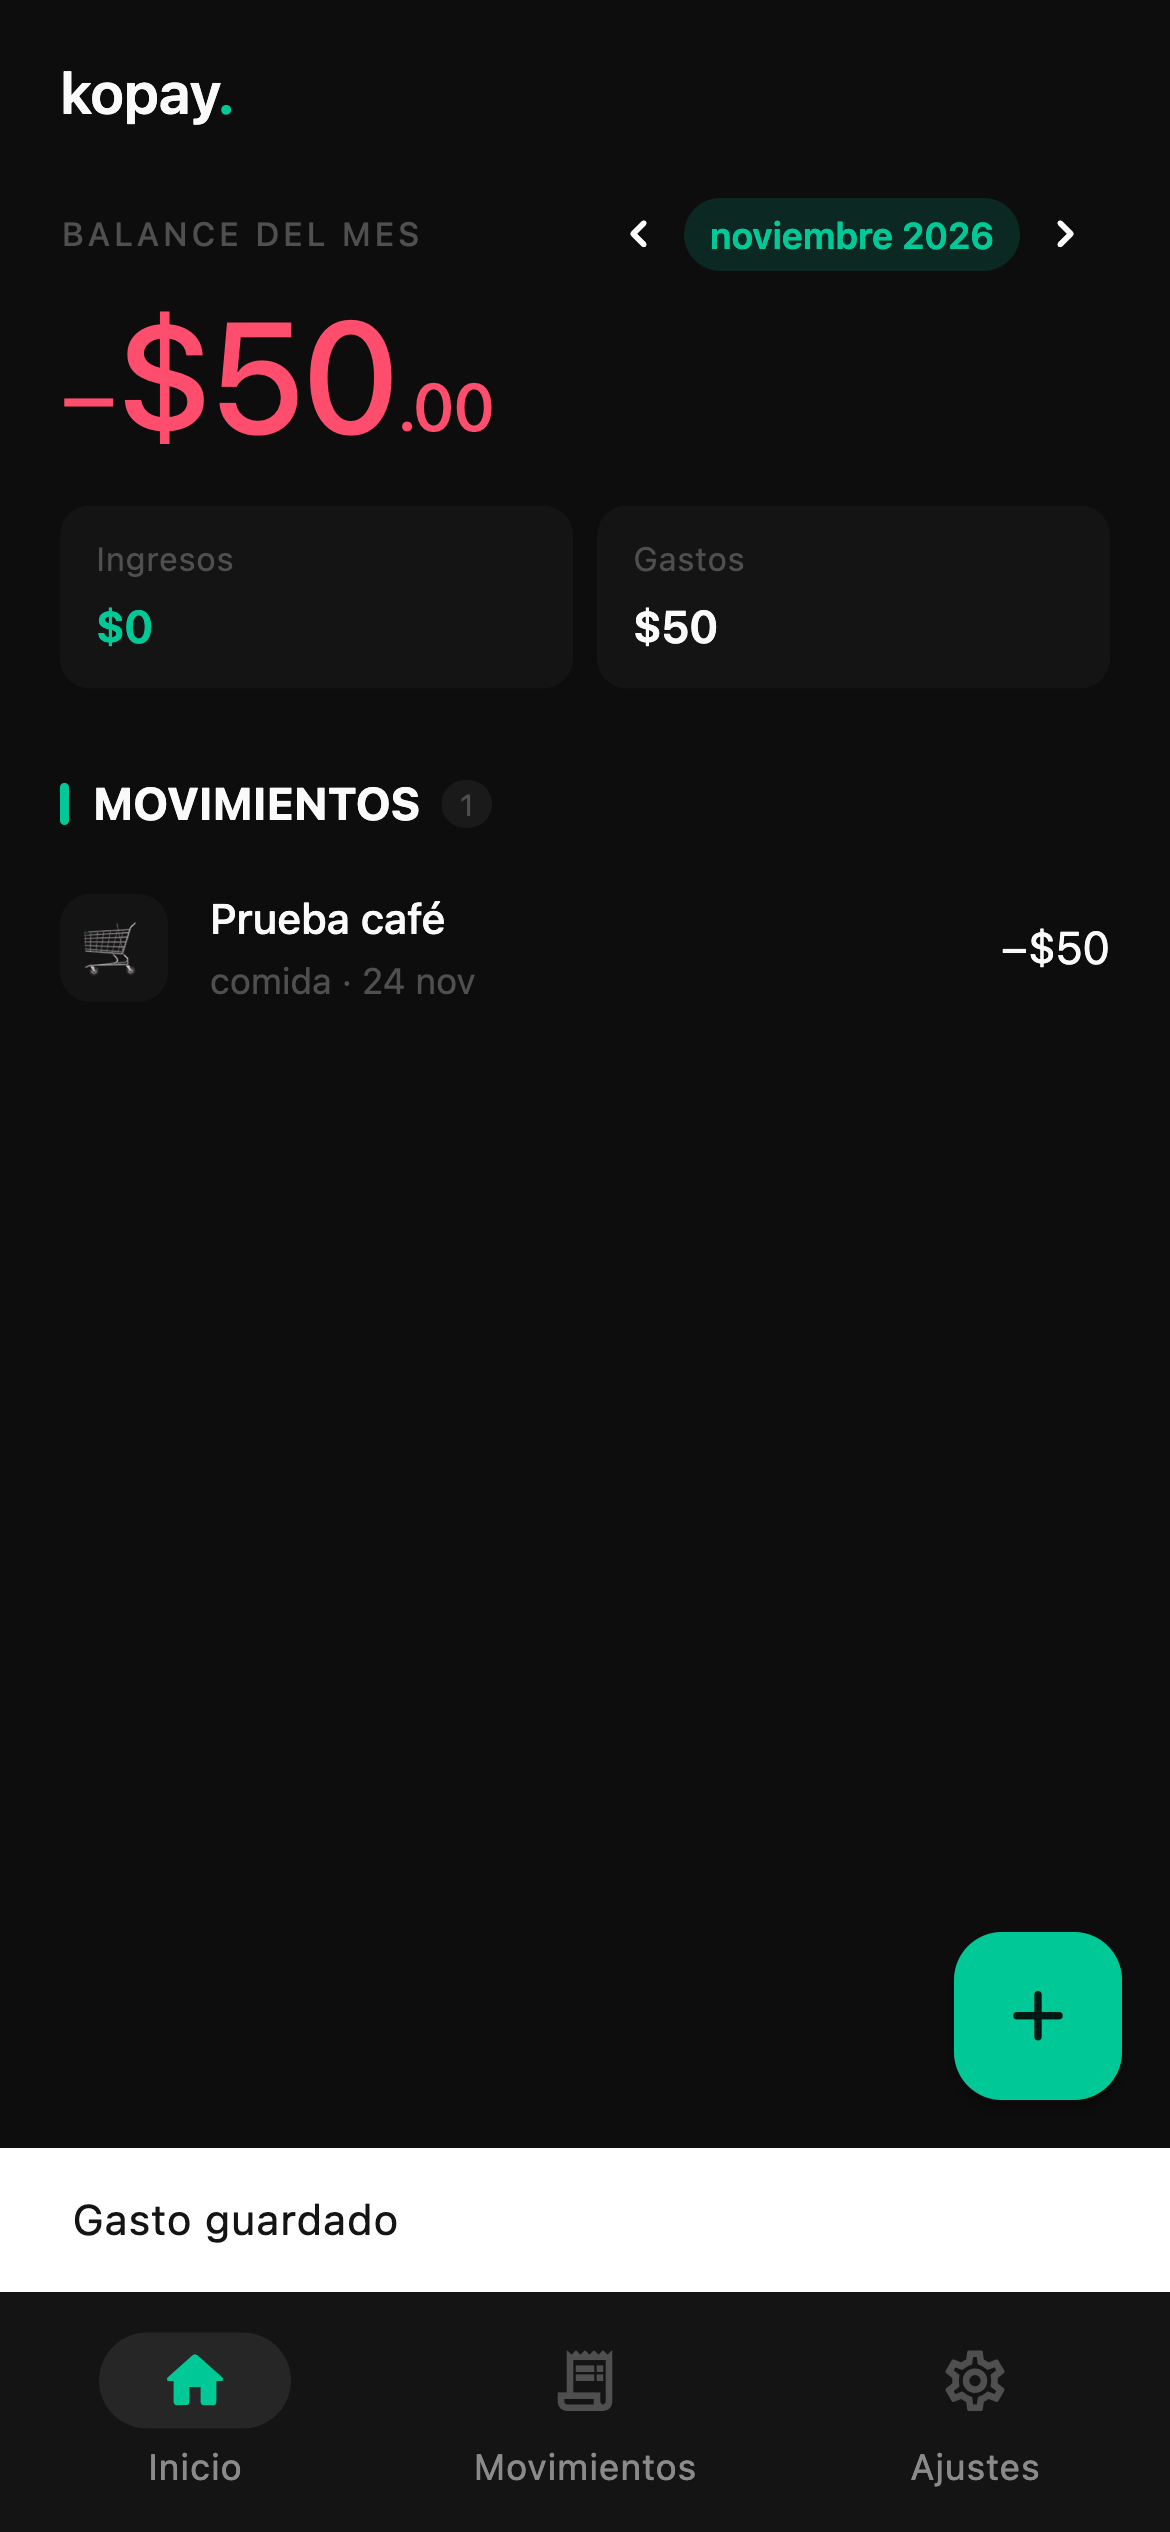 kopay.
BALANCE DEL MES
noviembre 2026
–$50.00
Ingresos
$0
Gastos
$50
MOVIMIENTOS 1
Prueba café
comida · 24 nov
–$50
Gasto guardado
Inicio
Movimientos
Ajustes